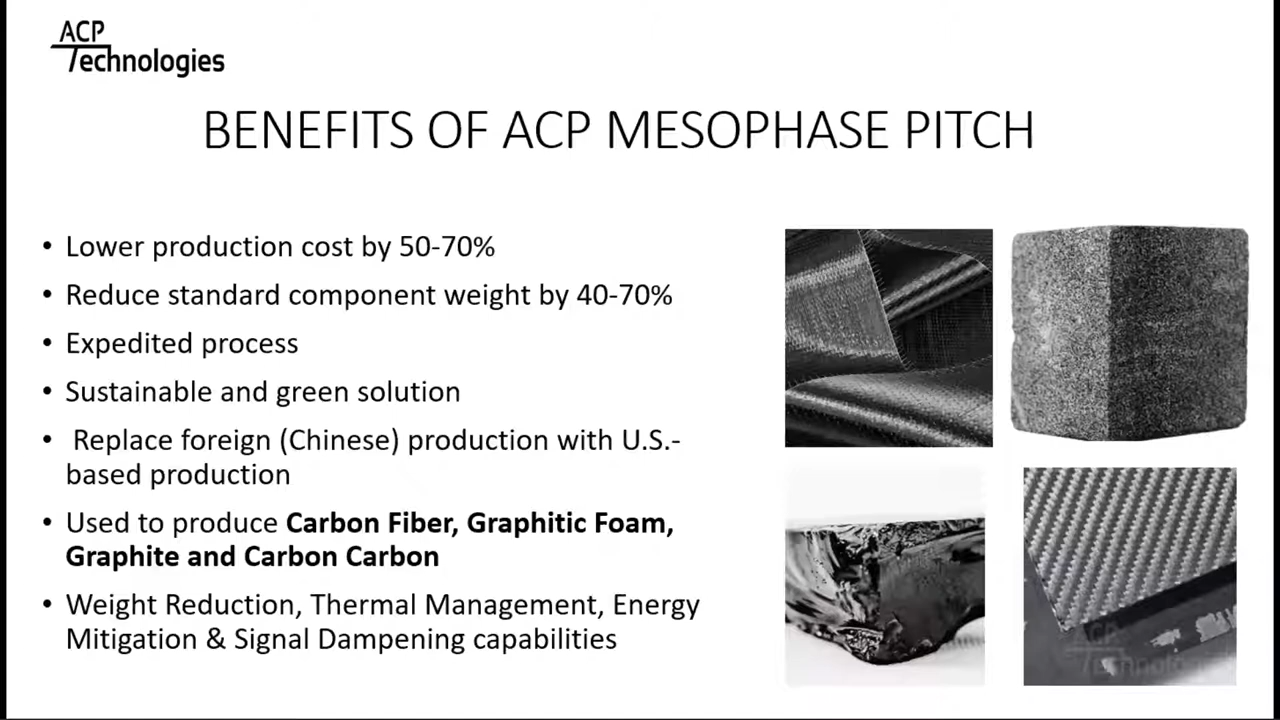 ACP
Technologies
BENEFITS OF ACP MESOPHASE PITCH
• Lower production cost by 50-70%
• Reduce standard component weight by 40-70%
• Expedited process
• Sustainable and green solution
• Replace foreign (Chinese) production with U.S.-
based production
• Used to produce Carbon Fiber, Graphitic Foam,
Graphite and Carbon Carbon
• Weight Reduction, Thermal Management, Energy
Mitigation & Signal Dampening capabilities
ACP
Technologies